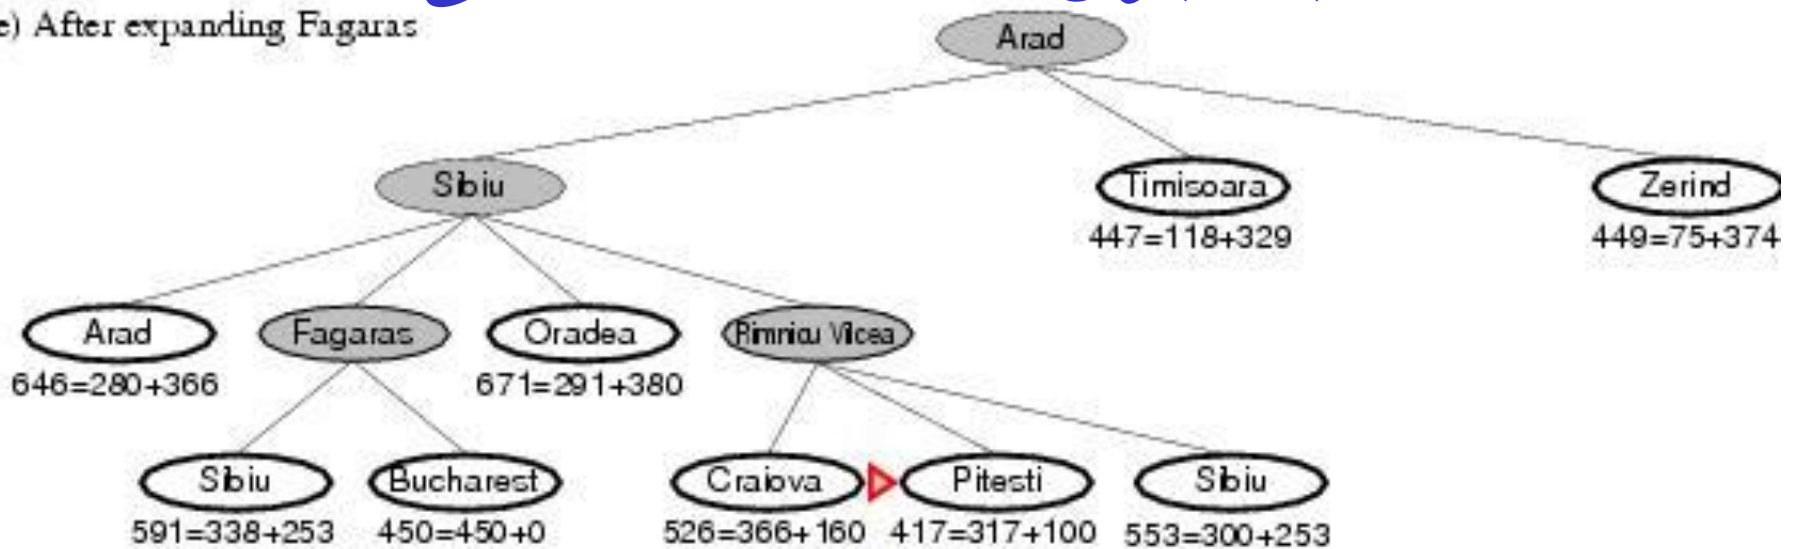 e) After expanding Fagaras
Arad
Sibiu
Timisoara
Zerind
447=118+329
449=75+374
Arad
Fagaras
Oradea
Rimnicu Vilcea
646=280+366
671=291+380
Sibiu
Bucharest
Craiova
Pitesti
Sibiu
591=338+253
450=450+0
526=366+160
417=317+100
553=300+253